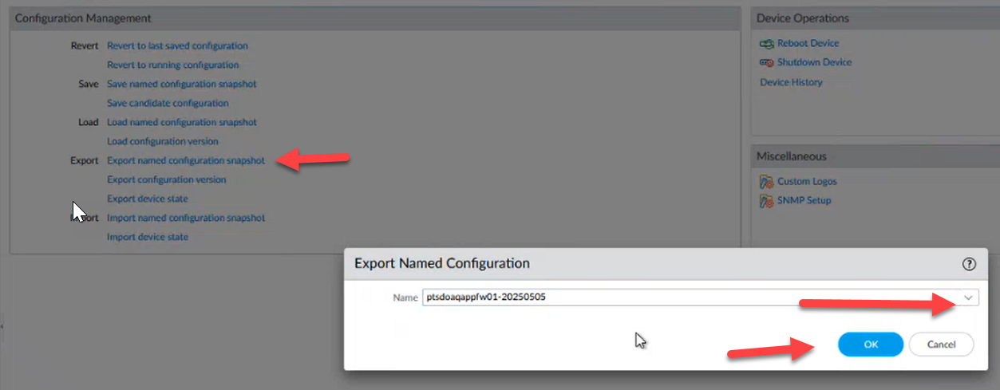 Configuration Management
Revert Revert to last saved configuration
Revert to running configuration
Save Save named configuration snapshot
Save candidate configuration
Load Load named configuration snapshot
Load configuration version
Export Export named configuration snapshot
Export configuration version
Export device state
Import named configuration snapshot
Import device state
Device Operations
Reboot Device
Shutdown Device
Device History
Miscellaneous
Custom Logos
SNMP Setup
Export Named Configuration ?
Name ptsdoaqappfw01-20250505
OK Cancel